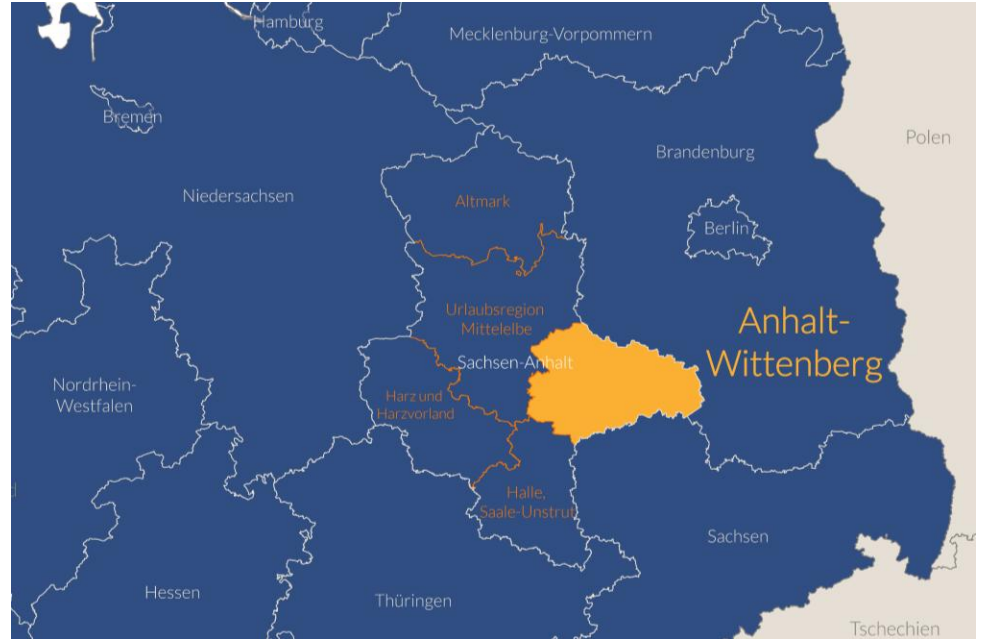 Hamburg
Mecklenburg-Vorpommern
Bremen
Polen
Brandenburg
Niedersachsen
Altmark
Berlin
Urlaubsregion
Mittelelbe
Anhalt-
Wittenberg
Sachsen-Anhalt
Nordrhein-
Westfalen
Harz und
Harzvorland
Halle,
Saale-Unstrut
Sachsen
Hessen
Thüringen
Tschechien